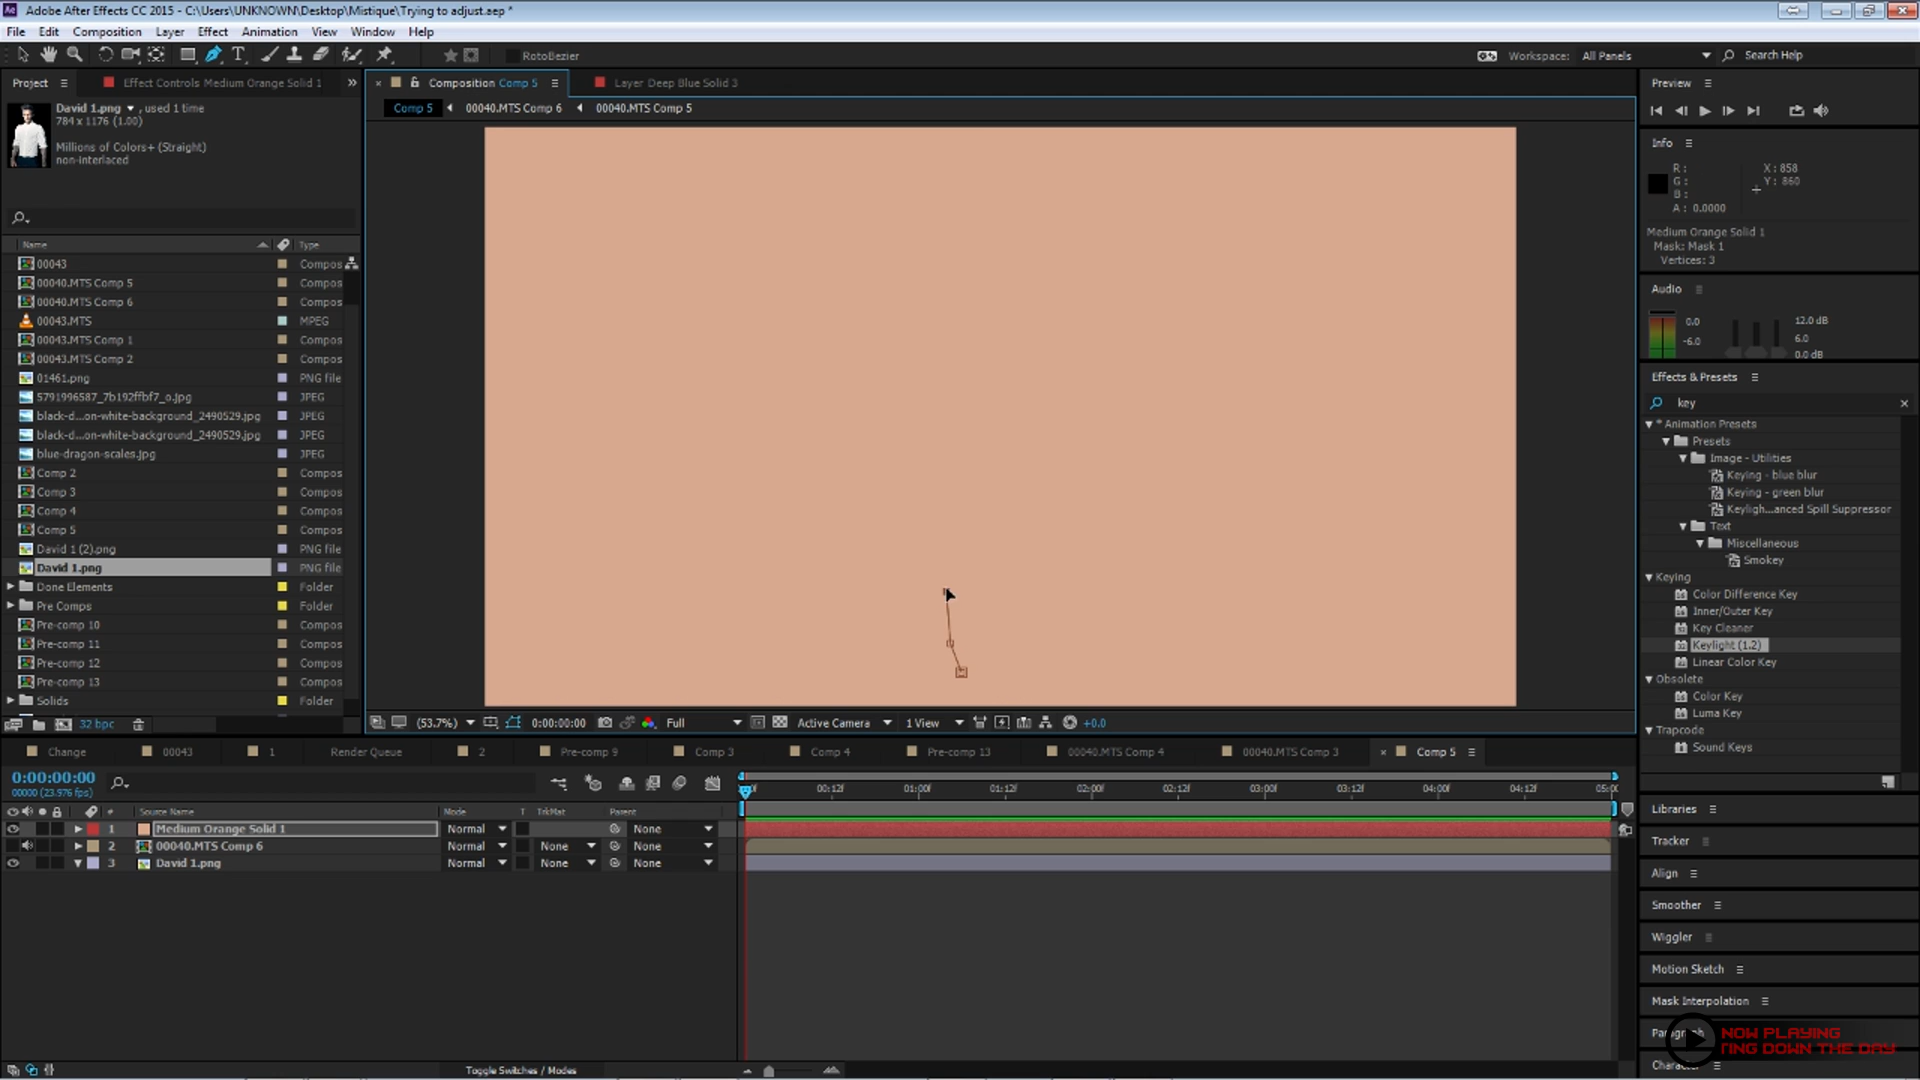 Adobe After Effects CC 2015 - C:\Users\UNKNOWN\Desktop\Mistique\Trying to adjust.aep *
File Edit Composition Layer Effect Animation View Window Help
RotoBezier
Workspace: All Panels
Search Help
Project
Effect Controls Medium Orange Solid 1
Composition Comp 5
Layer Deep Blue Solid 3
Comp 5
00040.MTS Comp 6
00040.MTS Comp 5
David 1.png , used 1 time
784 x 1176 (1.00)
Millions of Colors+ (Straight)
non-interlaced
Name Type
00043 Compos
00040.MTS Comp 5 Compos
00040.MTS Comp 6 Compos
00043.MTS MPEG
00043.MTS Comp 1 Compos
00043.MTS Comp 2 Compos
01461.png PNG file
5791996587_7b192ffbf7_o.jpg JPEG
black-d...on-white-background_2490529.jpg JPEG
black-d...on-white-background_2490529.jpg JPEG
blue-dragon-scales.jpg JPEG
Comp 2 Compos
Comp 3 Compos
Comp 4 Compos
Comp 5 Compos
David 1 (2).png PNG file
David 1.png PNG file
Done Elements Folder
Pre Comps Folder
Pre-comp 10 Compos
Pre-comp 11 Compos
Pre-comp 12 Compos
Pre-comp 13 Compos
Solids Folder
32 bpc
(53.7%) 0:00:00:00 Full Active Camera 1 View +0.0
Preview
Info
R :
G :
B :
A : 0.0000
X : 858
Y : 860
Medium Orange Solid 1
Mask: Mask 1
Vertices: 3
Audio
0.0
-6.0
12.0 dB
6.0
0.0 dB
Effects & Presets
key
* Animation Presets
Presets
Image - Utilities
Keying - blue blur
Keying - green blur
Keyligh...anced Spill Suppressor
Text
Miscellaneous
Smokey
Keying
Color Difference Key
Inner/Outer Key
Key Cleaner
Keylight (1.2)
Linear Color Key
Obsolete
Color Key
Luma Key
Trapcode
Sound Keys
Libraries
Tracker
Align
Smoother
Wiggler
Motion Sketch
Mask Interpolation
NOW PLAYING
DOWN THE DAY
Change 00043 1 Render Queue 2 Pre-comp 9 Comp 3 Comp 4 Pre-comp 13 00040.MTS Comp 4 00040.MTS Comp 3 Comp 5
0:00:00:00
00000 (23.976 fps)
00:12f 01:00f 01:12f 02:00f 02:12f 03:00f 03:12f 04:00f 04:12f
# Source Name Mode T TrkMat Parent
1 Medium Orange Solid 1 Normal None
2 00040.MTS Comp 6 Normal None None
3 David 1.png Normal None None
Toggle Switches / Modes